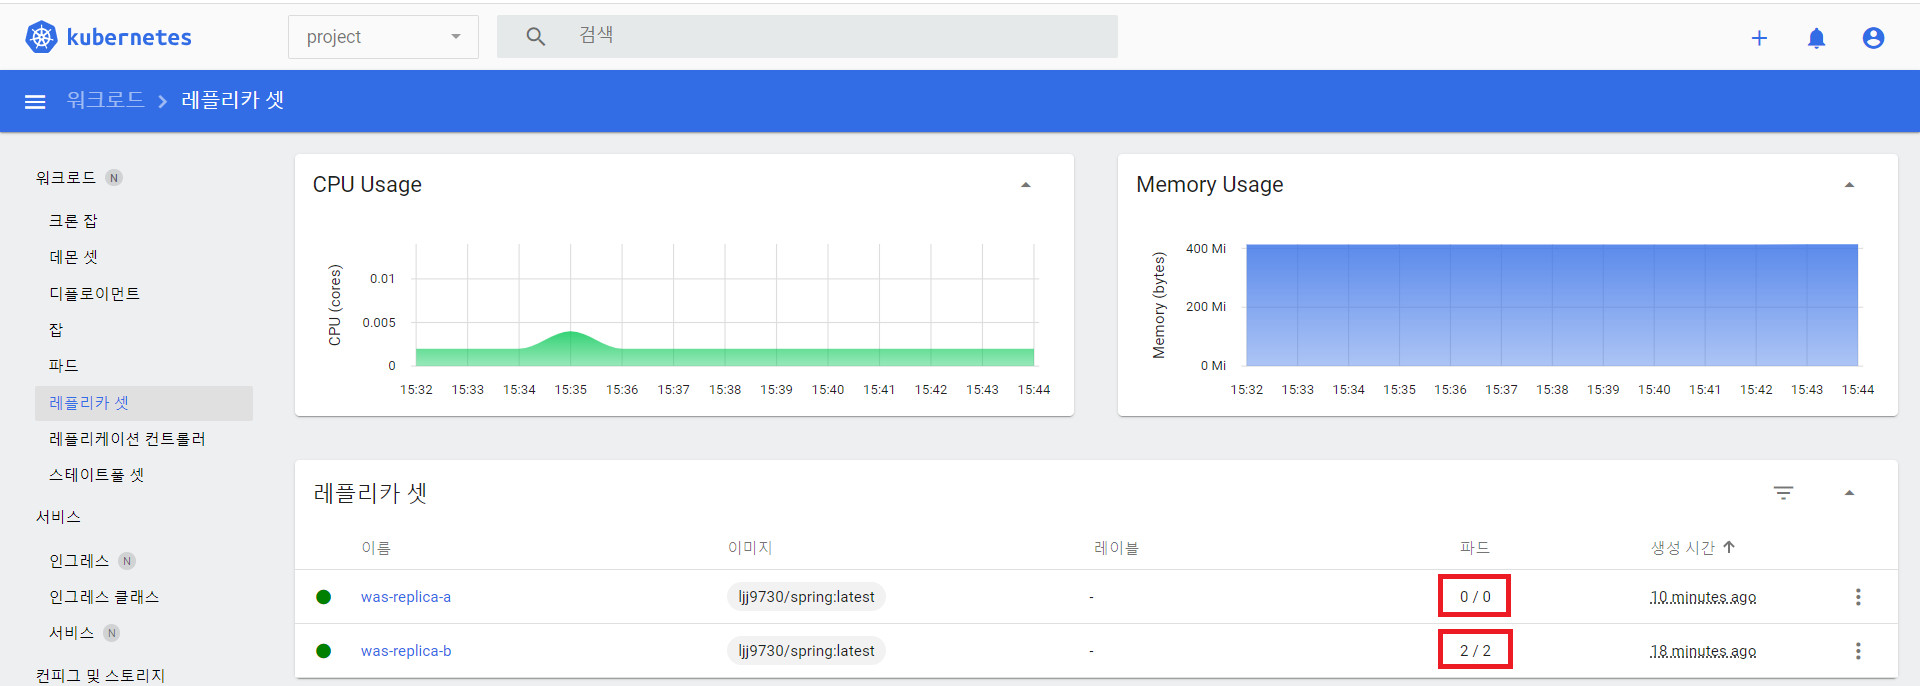 kubernetes
project
검색
워크로드 > 레플리카 셋
워크로드 N
크론 잡
데몬 셋
디플로이먼트
잡
파드
레플리카 셋
레플리케이션 컨트롤러
스테이트풀 셋
서비스
인그레스 N
인그레스 클래스
서비스 N
컨피그 및 스토리지
CPU Usage
CPU (cores)
0.01
0.005
0
15:32 15:33 15:34 15:35 15:36 15:37 15:38 15:39 15:40 15:41 15:42 15:43 15:44
Memory Usage
Memory (bytes)
400 Mi
200 Mi
0 Mi
15:32 15:33 15:34 15:35 15:36 15:37 15:38 15:39 15:40 15:41 15:42 15:43 15:44
레플리카 셋
이름 이미지 레이블 파드 생성 시간
was-replica-a ljj9730/spring:latest - 0 / 0 10 minutes ago
was-replica-b ljj9730/spring:latest - 2 / 2 18 minutes ago